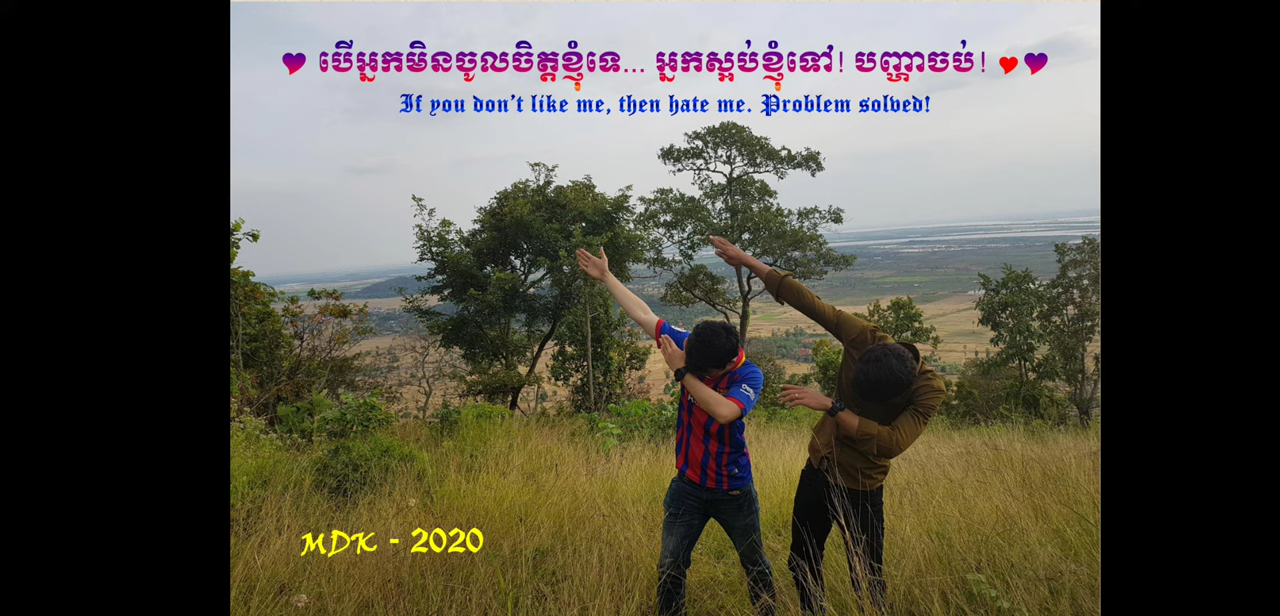 ♥ បើអ្នកមិនចូលចិត្តខ្ញុំទេ... អ្នកស្អប់ខ្ញុំទៅ! បញ្ហាចប់! ♥♥
If you don't like me, then hate me. Problem solved!
MDK - 2020